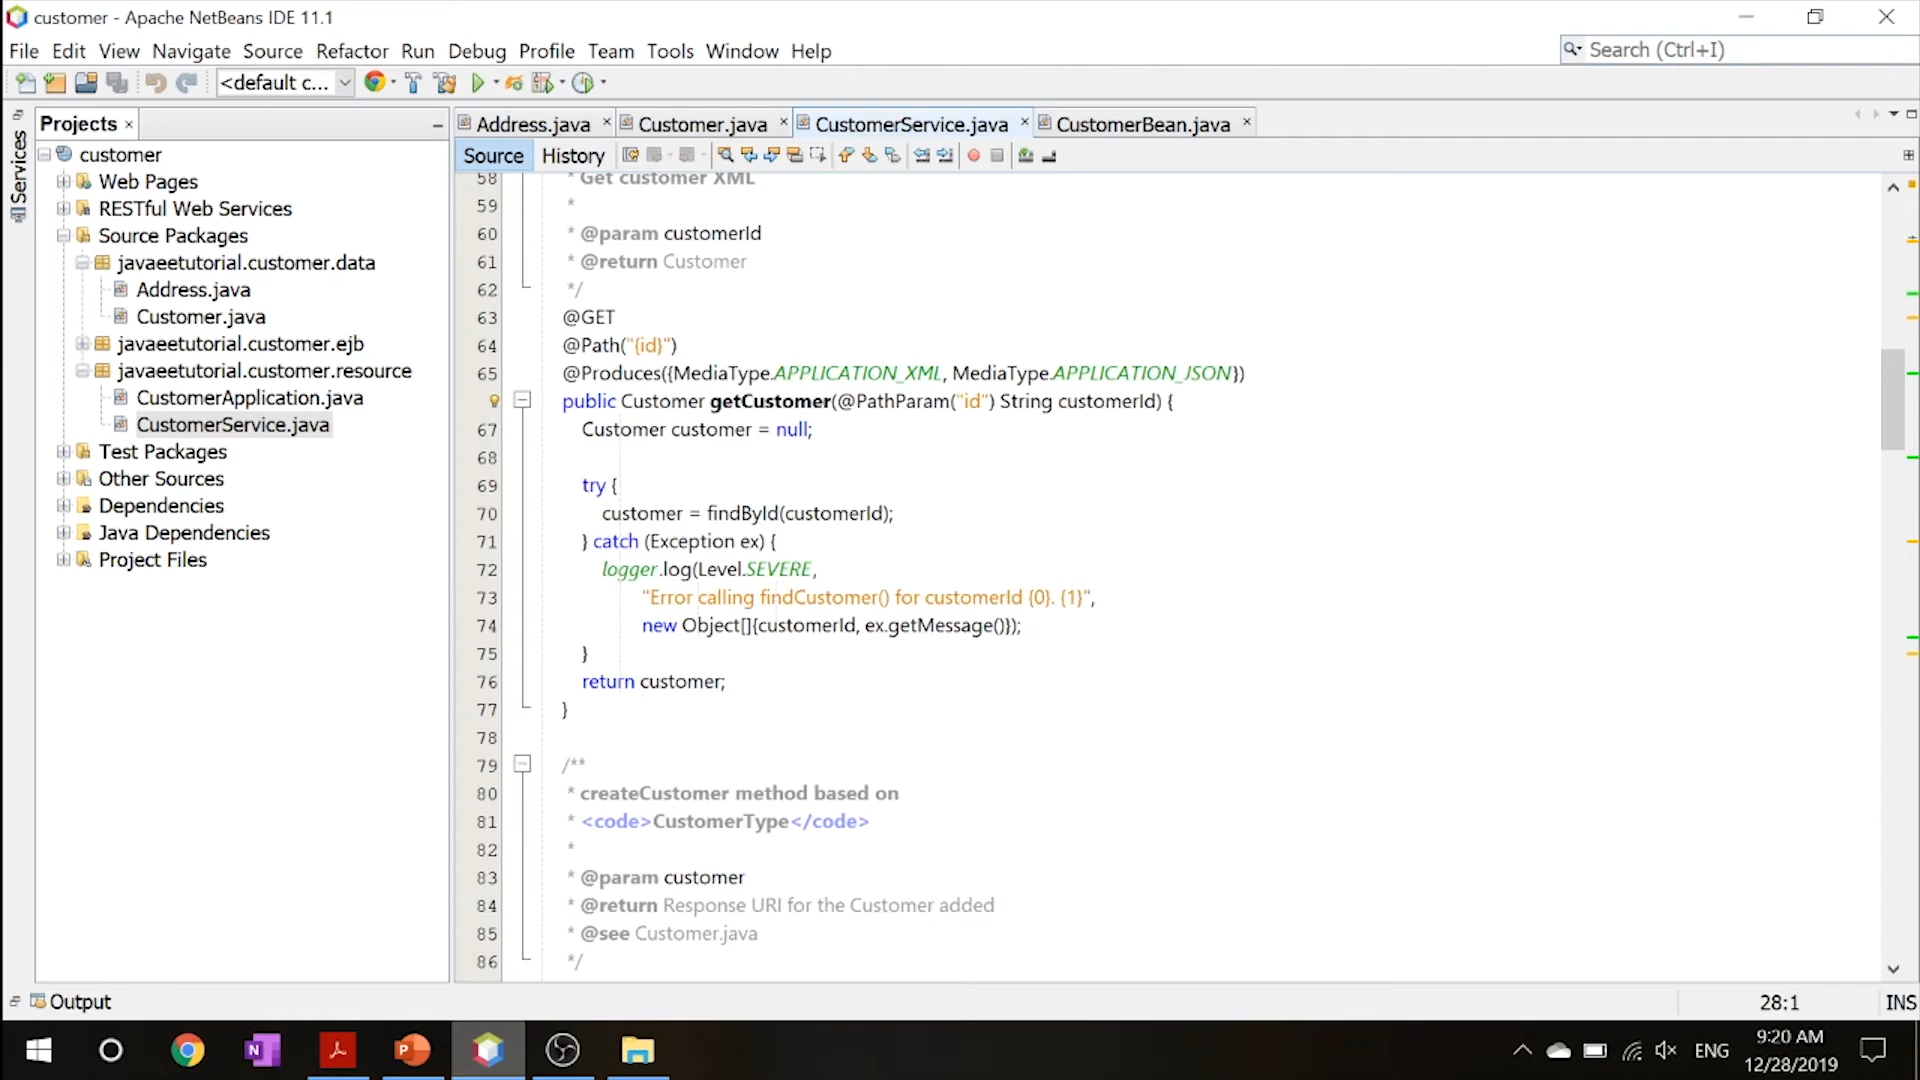 customer - Apache NetBeans IDE 11.1
File Edit View Navigate Source Refactor Run Debug Profile Team Tools Window Help
Search (Ctrl+I)
<default c...
Services
Projects
customer
Web Pages
RESTful Web Services
Source Packages
javaeetutorial.customer.data
Address.java
Customer.java
javaeetutorial.customer.ejb
javaeetutorial.customer.resource
CustomerApplication.java
CustomerService.java
Test Packages
Other Sources
Dependencies
Java Dependencies
Project Files
Address.java Customer.java CustomerService.java CustomerBean.java
Source History
58 * Get customer XML
59 *
60 * @param customerId
61 * @return Customer
62 */
63 @GET
64 @Path("{id}")
65 @Produces({MediaType.APPLICATION_XML, MediaType.APPLICATION_JSON})
public Customer getCustomer(@PathParam("id") String customerId) {
67 Customer customer = null;
68
69 try {
70 customer = findById(customerId);
71 } catch (Exception ex) {
72 logger.log(Level.SEVERE,
73 "Error calling findCustomer() for customerId {0}. {1}",
74 new Object[]{customerId, ex.getMessage()});
75 }
76 return customer;
77 }
78
79 /**
80 * createCustomer method based on
81 * <code>CustomerType</code>
82 *
83 * @param customer
84 * @return Response URI for the Customer added
85 * @see Customer.java
86 */
Output
28:1 INS
ENG
9:20 AM
12/28/2019